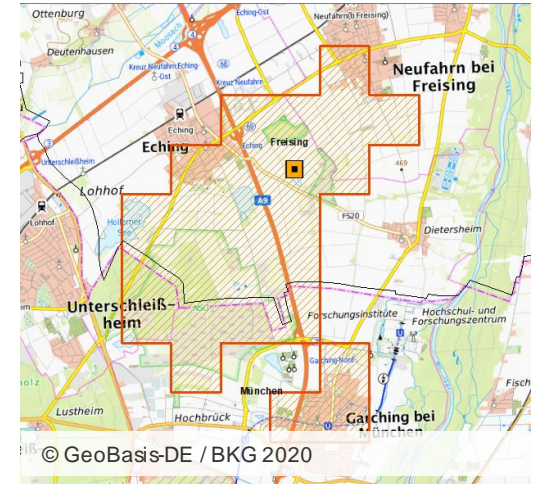 Ottenburg
Eching-Ost
Neufahrn(b Freising)
Moosach
Deutenhausen
Kreuz Neufahrn
Eching
-Ost
Kreuz Neufahrn
Neufahrn bei
Freising
Eching
Freising
Unterschleißheim
Eching
Eching
469
Lohhof
A9
Lohhof
Hollerner
See
FS20
Dietersheim
Unterschleiß-
heim
NSG
Forschungsinstitute
Hochschul- und
Forschungszentrum
Garching-Nord
München
Fisch
Lustheim
Hochbrück
Garching bei
München
© GeoBasis-DE / BKG 2020